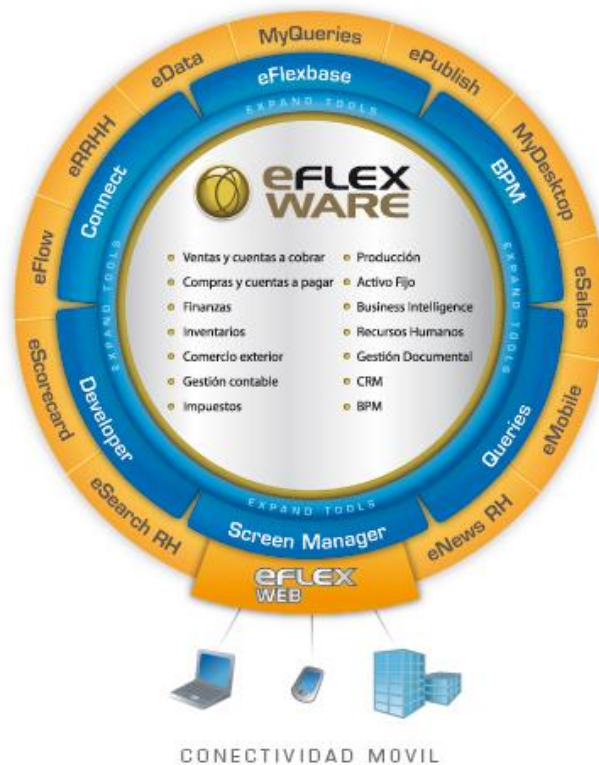 MyQueries
eData
ePublish
eRRHH
MyDesktop
eFlow
eSales
eScorecard
eMobile
eSearch RH
eNews RH
eFlexbase
Connect
BPM
Developer
Queries
Screen Manager
EXPAND TOOLS
EXPAND TOOLS
EXPAND TOOLS
EXPAND TOOLS
eFLEX
WARE
Ventas y cuentas a cobrar
Compras y cuentas a pagar
Finanzas
Inventarios
Comercio exterior
Gestión contable
Impuestos
Producción
Activo Fijo
Business Intelligence
Recursos Humanos
Gestión Documental
CRM
BPM
eFLEX
WEB
CONECTIVIDAD MOVIL